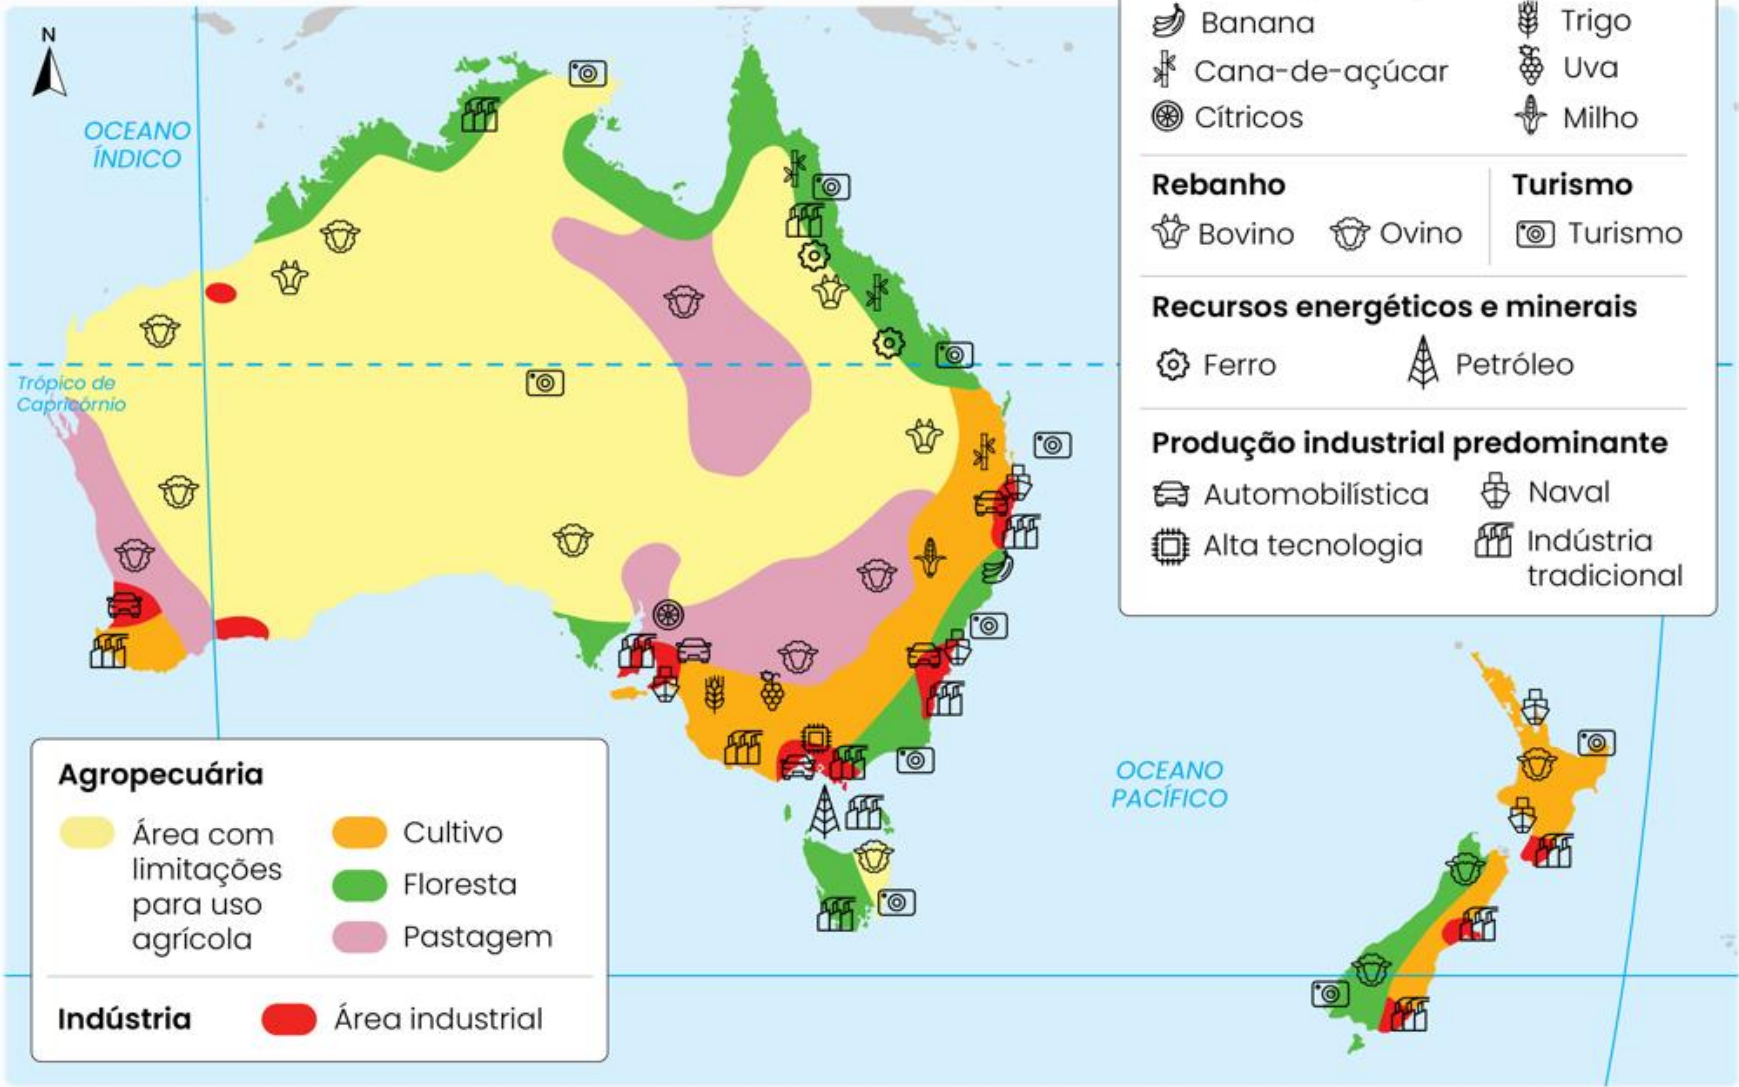 N
OCEANO
ÍNDICO
Trópico de
Capricórnio
OCEANO
PACÍFICO
Banana
Trigo
Cana-de-açúcar
Uva
Cítricos
Milho
Rebanho
Turismo
Bovino
Ovino
Turismo
Recursos energéticos e minerais
Ferro
Petróleo
Produção industrial predominante
Automobilística
Naval
Alta tecnologia
Indústria
tradicional
Agropecuária
Área com
limitações
para uso
agrícola
Cultivo
Floresta
Pastagem
Indústria
Área industrial